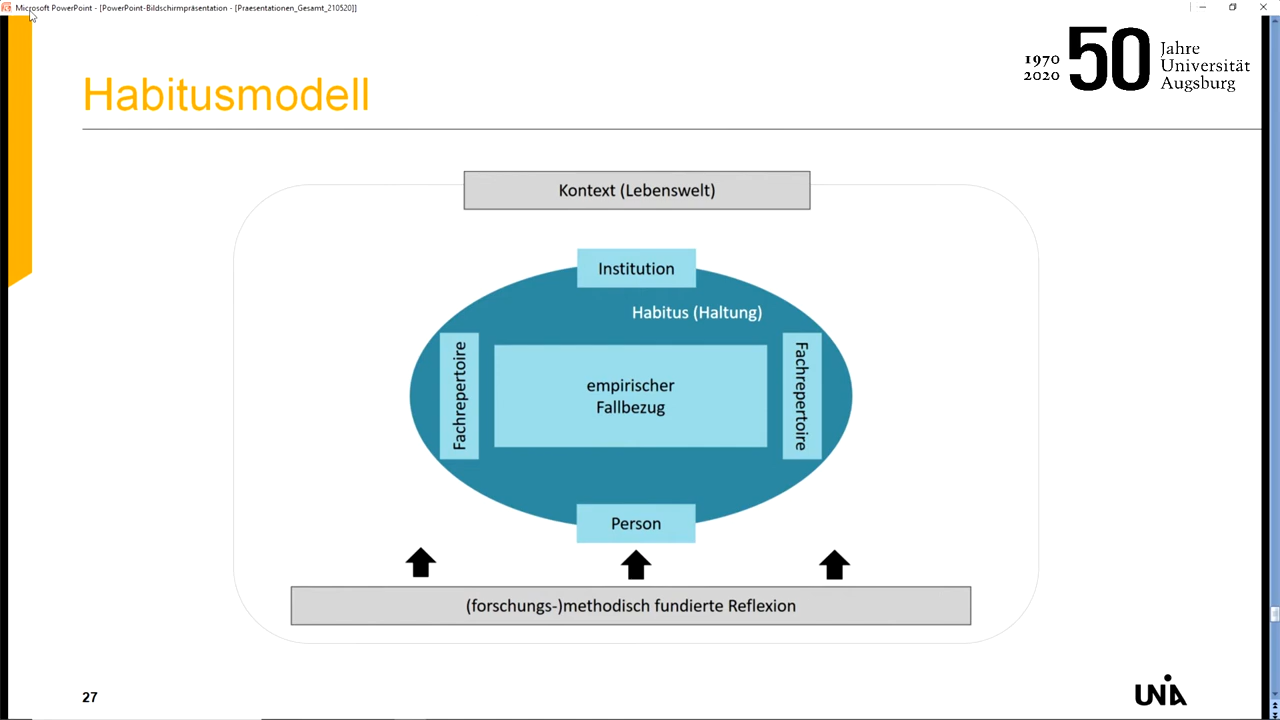 Microsoft PowerPoint - [PowerPoint-Bildschirmpräsentation - [Praesentationen_Gesamt_210520]]
1970
2020
50
Jahre
Universität
Augsburg
Habitusmodell
Kontext (Lebenswelt)
Institution
Habitus (Haltung)
Fachrepertoire
empirischer
Fallbezug
Fachrepertoire
Person
(forschungs-)methodisch fundierte Reflexion
27
UNIA